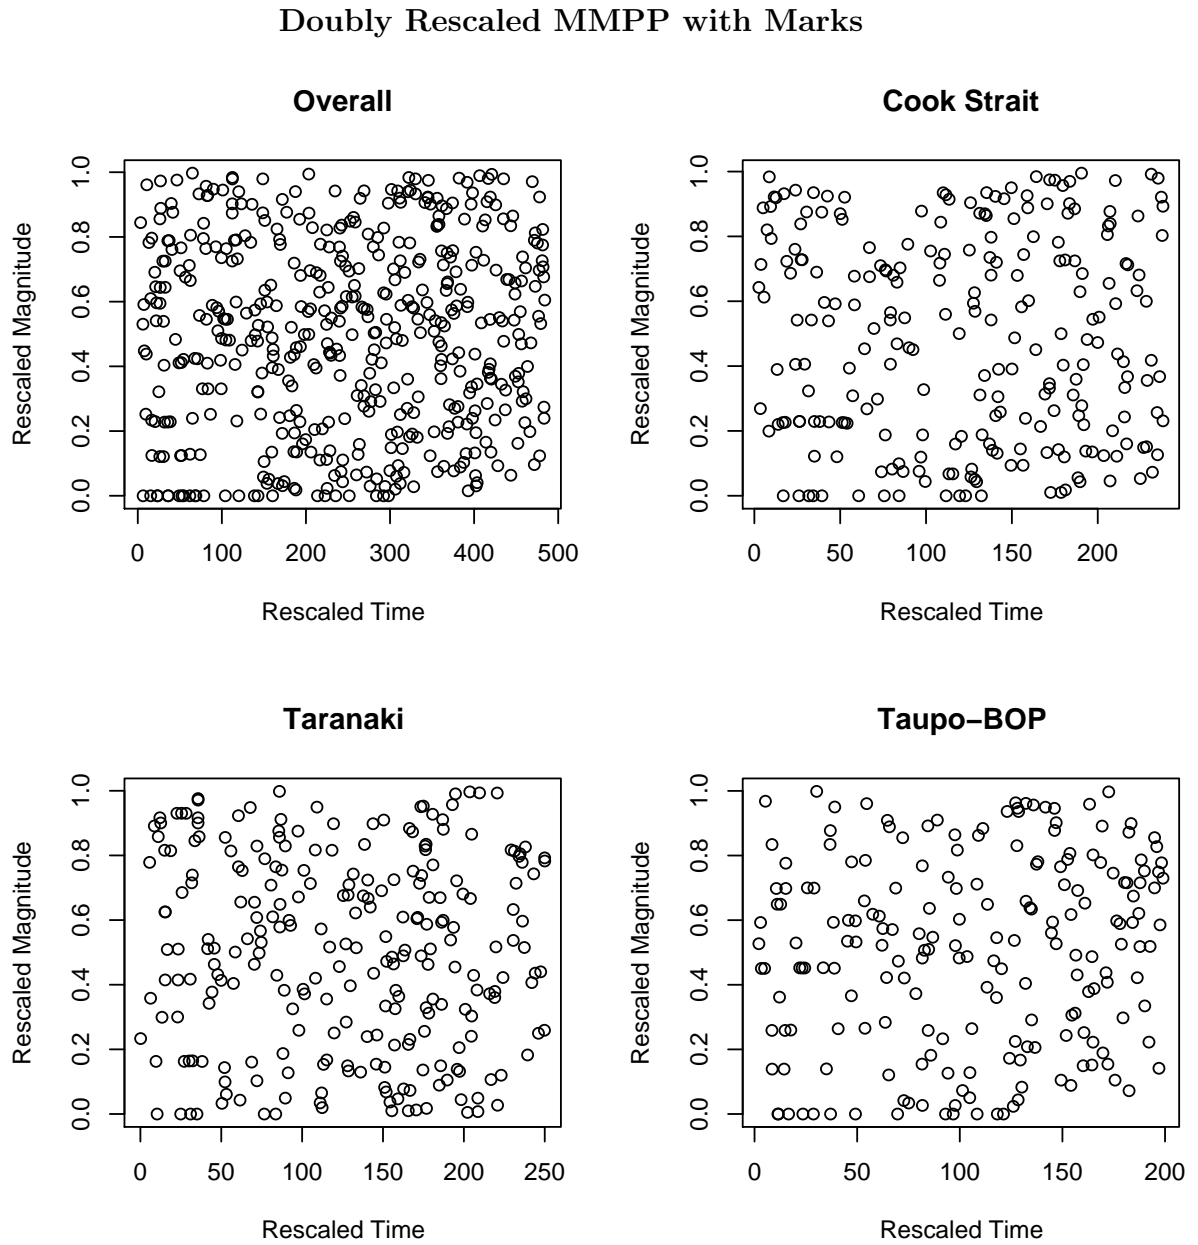 Doubly Rescaled MMPP with Marks
Overall
Rescaled Magnitude
0.0 0.2 0.4 0.6 0.8 1.0
0 100 200 300 400 500
Rescaled Time
Cook Strait
Rescaled Magnitude
0.0 0.2 0.4 0.6 0.8 1.0
0 50 100 150 200
Rescaled Time
Taranaki
Rescaled Magnitude
0.0 0.2 0.4 0.6 0.8 1.0
0 50 100 150 200 250
Rescaled Time
Taupo−BOP
Rescaled Magnitude
0.0 0.2 0.4 0.6 0.8 1.0
0 50 100 150 200
Rescaled Time